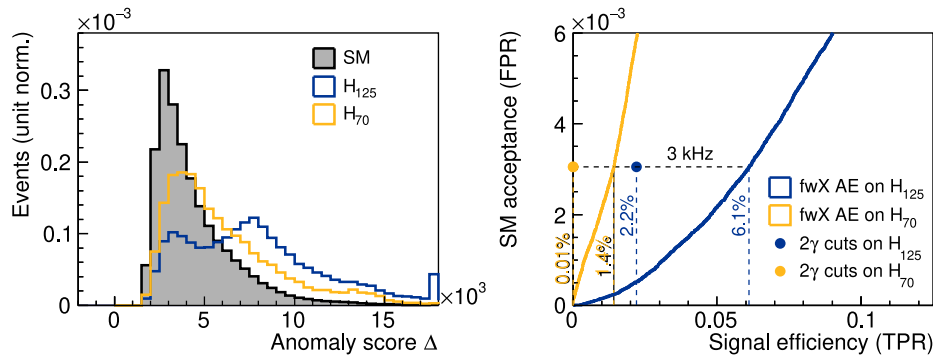 ×10⁻³
Events (unit norm.)
0.3
0.2
0.1
0
SM
H₁₂₅
H₇₀
0
5
10
15
×10³
Anomaly score Δ
×10⁻³
SM acceptance (FPR)
6
4
2
0
3 kHz
0.01%
1.4%
2.2%
6.1%
fwX AE on H₁₂₅
fwX AE on H₇₀
2γ cuts on H₁₂₅
2γ cuts on H₇₀
0
0.05
0.1
Signal efficiency (TPR)